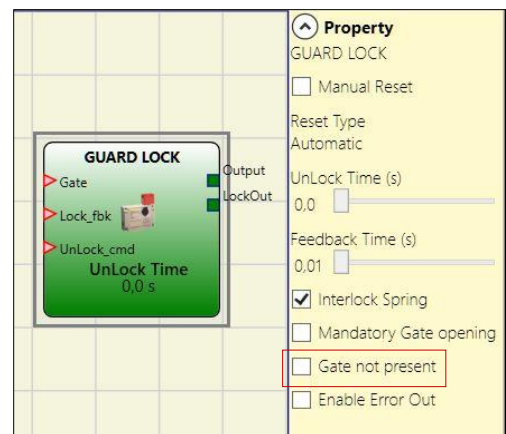 GUARD LOCK
Gate
Lock_fbk
UnLock_cmd
Output
LockOut
UnLock Time
0,0 s
Property
GUARD LOCK
Manual Reset
Reset Type
Automatic
UnLock Time (s)
0,0
Feedback Time (s)
0,01
Interlock Spring
Mandatory Gate opening
Gate not present
Enable Error Out